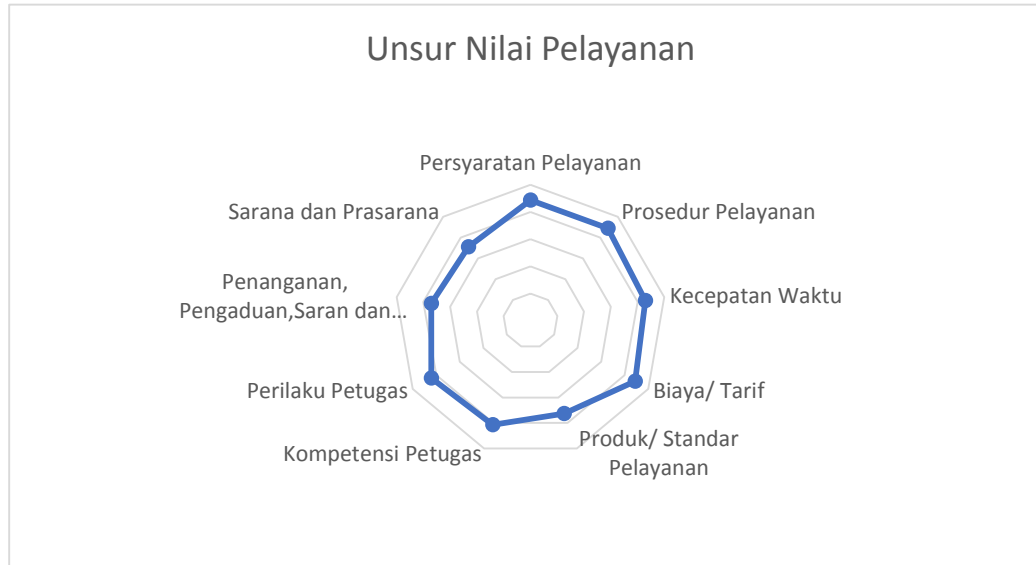 Unsur Nilai Pelayanan
Persyaratan Pelayanan
Prosedur Pelayanan
Kecepatan Waktu
Biaya/ Tarif
Produk/ Standar
Pelayanan
Kompetensi Petugas
Perilaku Petugas
Penanganan,
Pengaduan,Saran dan...
Sarana dan Prasarana